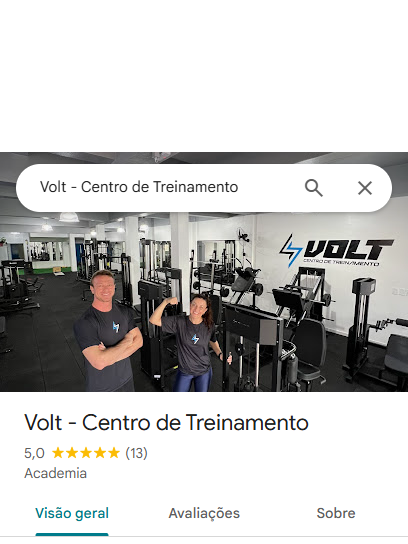 Volt - Centro de Treinamento
VOLT
CENTRO DE TREINAMENTO
Volt - Centro de Treinamento
5,0 (13)
Academia
Visão geral Avaliações Sobre